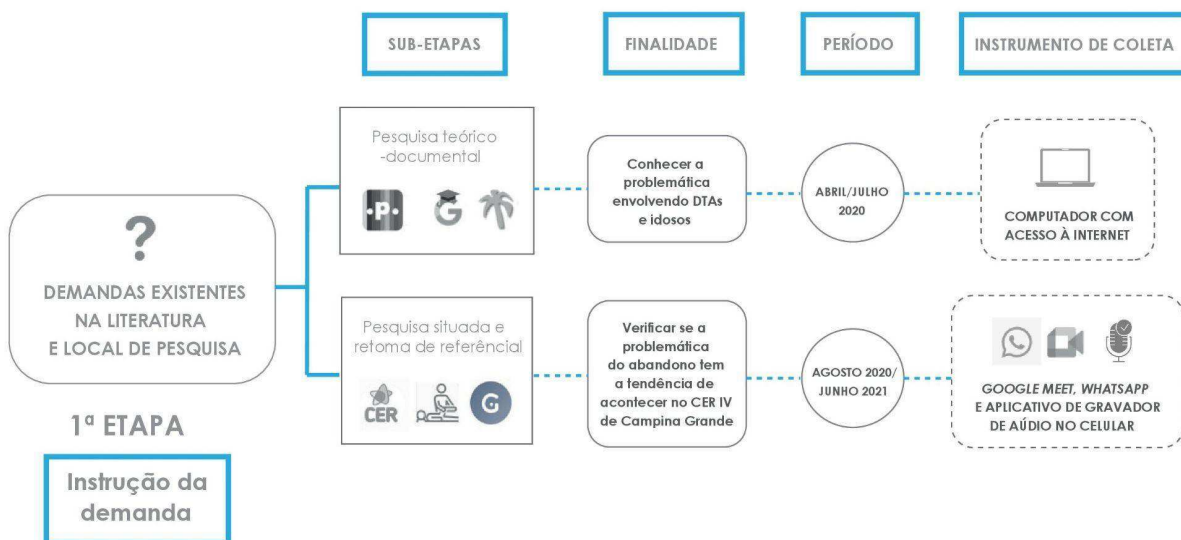 SUB-ETAPAS
FINALIDADE
PERÍODO
INSTRUMENTO DE COLETA
Pesquisa teórico
-documental
·P·
G
Conhecer a
problemática
envolvendo DTAs
e idosos
ABRIL/JULHO
2020
COMPUTADOR COM
ACESSO À INTERNET
?
DEMANDAS EXISTENTES
NA LITERATURA
E LOCAL DE PESQUISA
Pesquisa situada e
retoma de referêncial
CER
G
Verificar se a
problemática
do abandono tem
a tendência de
acontecer no CER IV
de Campina Grande
AGOSTO 2020/
JUNHO 2021
GOOGLE MEET, WHATSAPP
E APLICATIVO DE GRAVADOR
DE AÚDIO NO CELULAR
1ª ETAPA
Instrução da
demanda